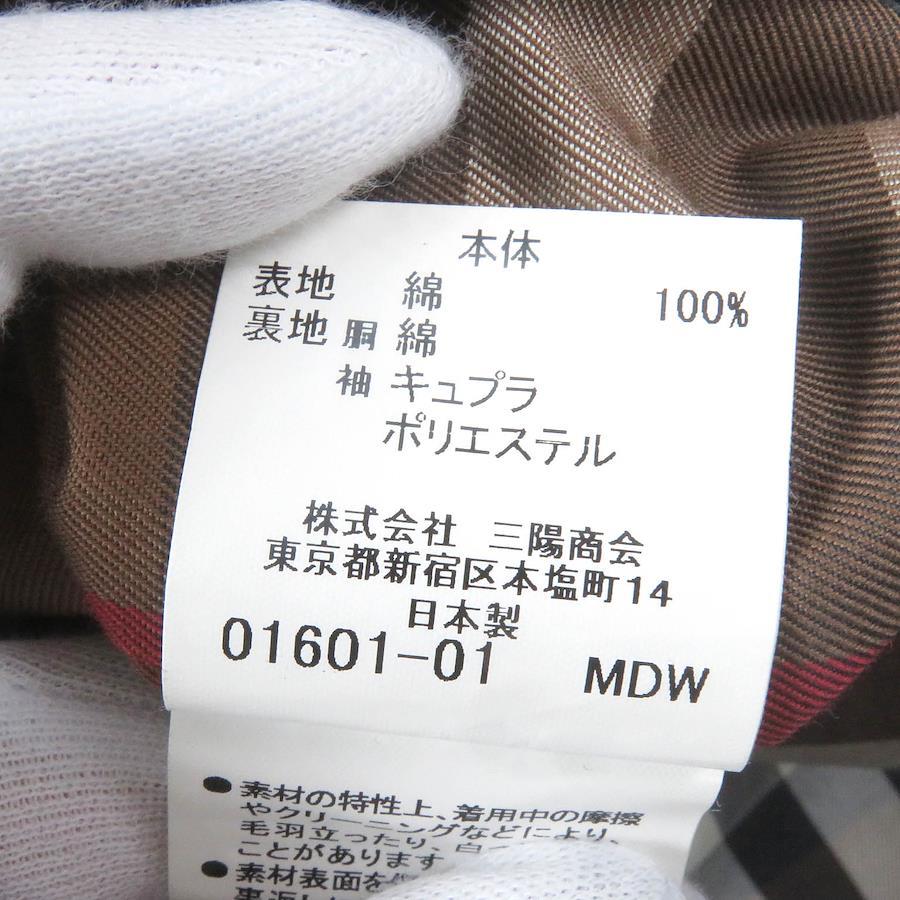 本体
表地 綿 100%
裏地 胴 綿
袖 キュプラ
ポリエステル
株式会社 三陽商会
東京都新宿区本塩町14
日本製
01601-01 MDW
●素材の特性上、着用中の摩擦
やクリーニングなどにより、
毛羽立ったり、白
ことがあります
●素材表面を